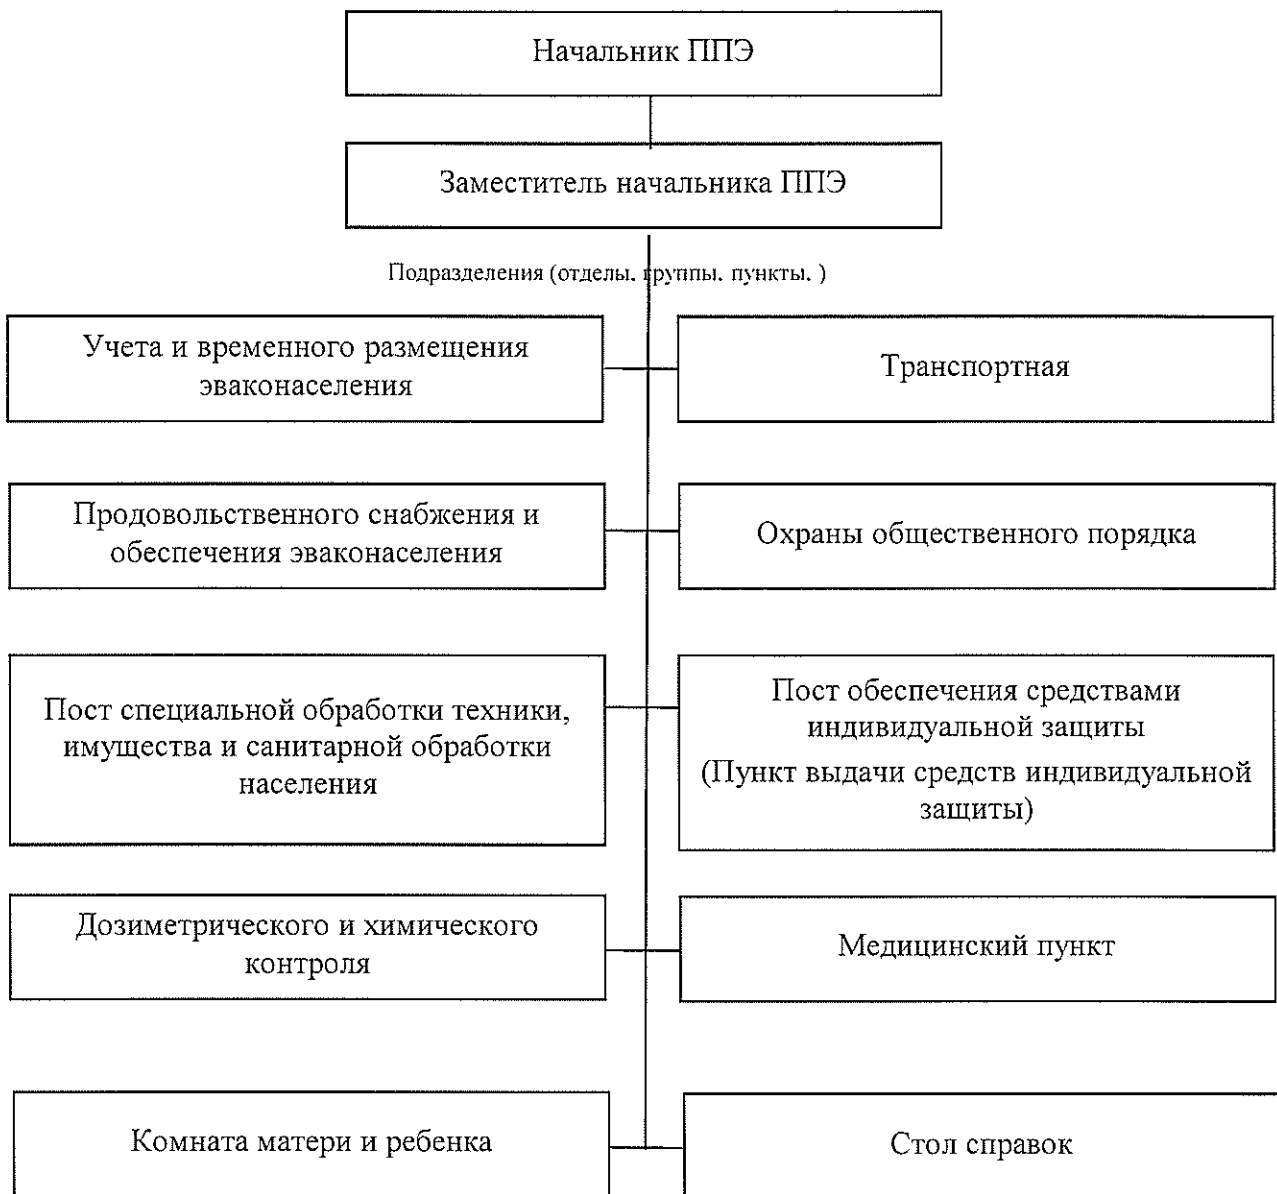 Начальник ППЭ
Заместитель начальника ППЭ
Подразделения (отделы. группы. пункты. )
Учета и временного размещения
эваконаселения
Транспортная
Продовольственного снабжения и
обеспечения эваконаселения
Охраны общественного порядка
Пост специальной обработки техники,
имущества и санитарной обработки
населения
Пост обеспечения средствами
индивидуальной защиты
(Пункт выдачи средств индивидуальной
защиты)
Дозиметрического и химического
контроля
Медицинский пункт
Комната матери и ребенка
Стол справок